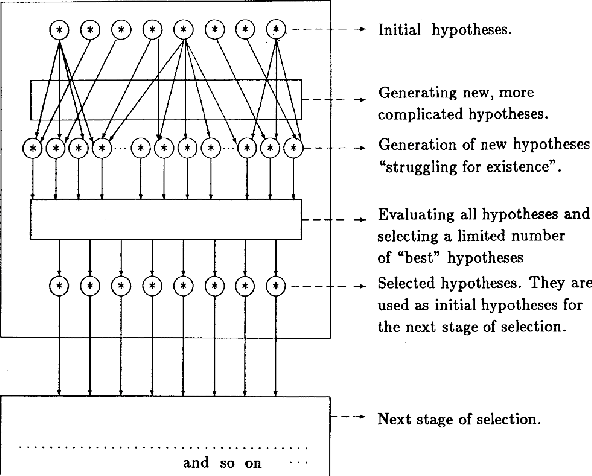 Initial hypotheses.
Generating new, more
complicated hypotheses.
Generation of new hypotheses
"struggling for existence".
Evaluating all hypotheses and
selecting a limited number
of "best" hypotheses
Selected hypotheses. They are
used as initial hypotheses for
the next stage of selection.
Next stage of selection.
and so on ...